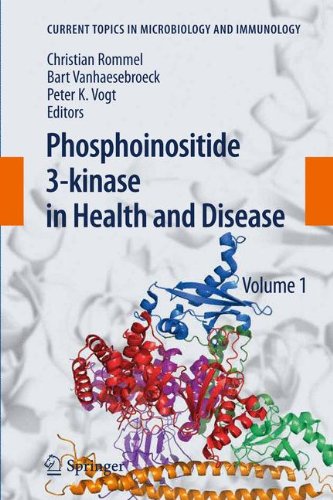 CURRENT TOPICS IN MICROBIOLOGY AND IMMUNOLOGY
Christian Rommel
Bart Vanhaesebroeck
Peter K. Vogt
Editors
Phosphoinositide
3-kinase
in Health and Disease
Volume 1
Springer